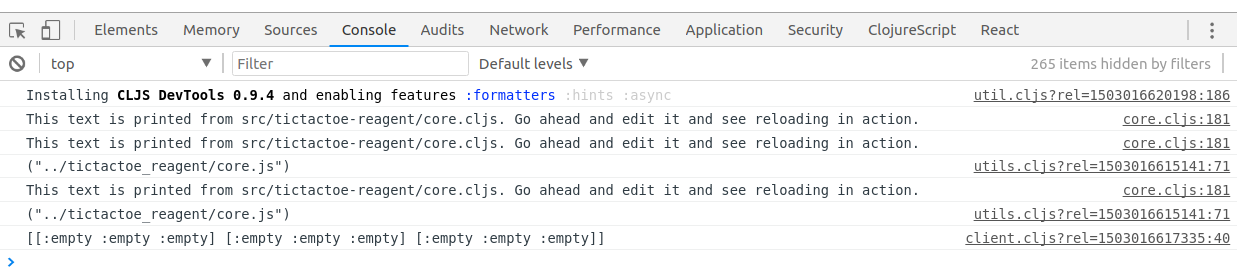 Elements Memory Sources Console Audits Network Performance Application Security ClojureScript React
top Filter Default levels 265 items hidden by filters
Installing CLJS DevTools 0.9.4 and enabling features :formatters :hints :async util.cljs?rel=1503016620198:186
This text is printed from src/tictactoe-reagent/core.cljs. Go ahead and edit it and see reloading in action. core.cljs:181
This text is printed from src/tictactoe-reagent/core.cljs. Go ahead and edit it and see reloading in action. core.cljs:181
("../tictactoe_reagent/core.js") utils.cljs?rel=1503016615141:71
This text is printed from src/tictactoe-reagent/core.cljs. Go ahead and edit it and see reloading in action. core.cljs:181
("../tictactoe_reagent/core.js") utils.cljs?rel=1503016615141:71
[[:empty :empty :empty] [:empty :empty :empty] [:empty :empty :empty]] client.cljs?rel=1503016617335:40